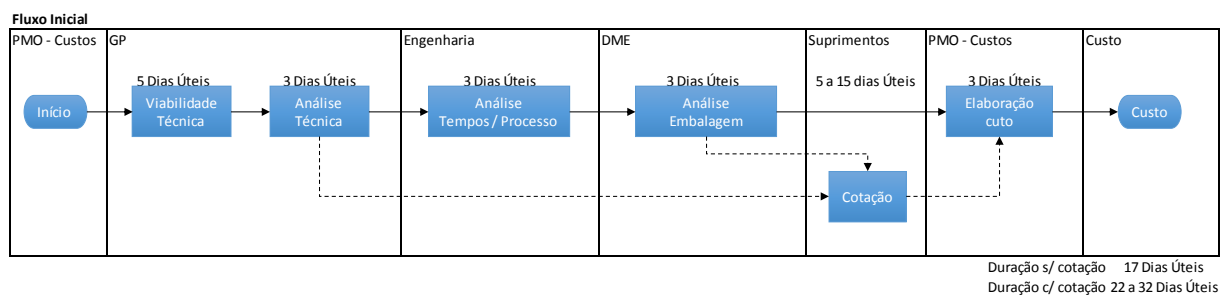 Fluxo Inicial
PMO - Custos
GP
Engenharia
DME
Suprimentos
PMO - Custos
Custo
5 Dias Úteis
3 Dias Úteis
3 Dias Úteis
3 Dias Úteis
5 a 15 dias Úteis
3 Dias Úteis
Início
Viabilidade
Técnica
Análise
Técnica
Análise
Tempos / Processo
Análise
Embalagem
Elaboração
cuto
Custo
Cotação
Duração s/ cotação 17 Dias Úteis
Duração c/ cotação 22 a 32 Dias Úteis